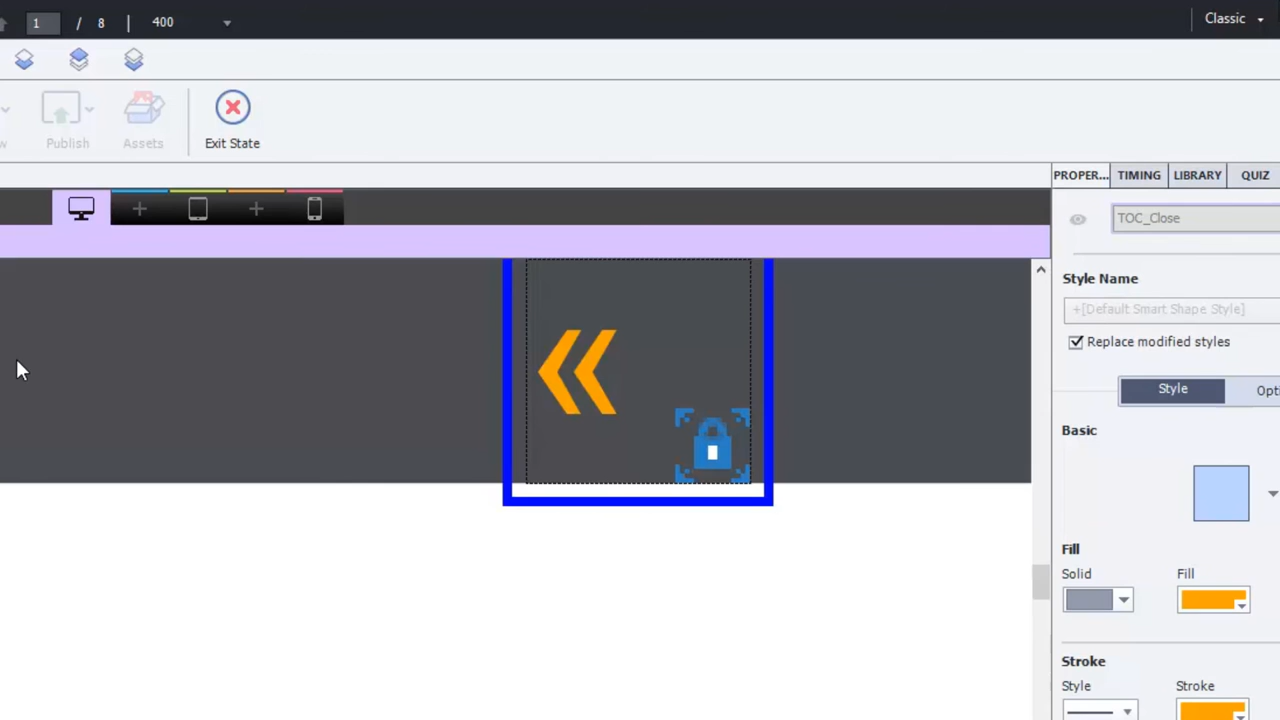 1 / 8 | 400
Classic
Publish
Assets
Exit State
PROPER...
TIMING
LIBRARY
QUIZ
TOC_Close
Style Name
+[Default Smart Shape Style]
Replace modified styles
Style
Opti
Basic
Fill
Solid
Fill
Stroke
Style
Stroke